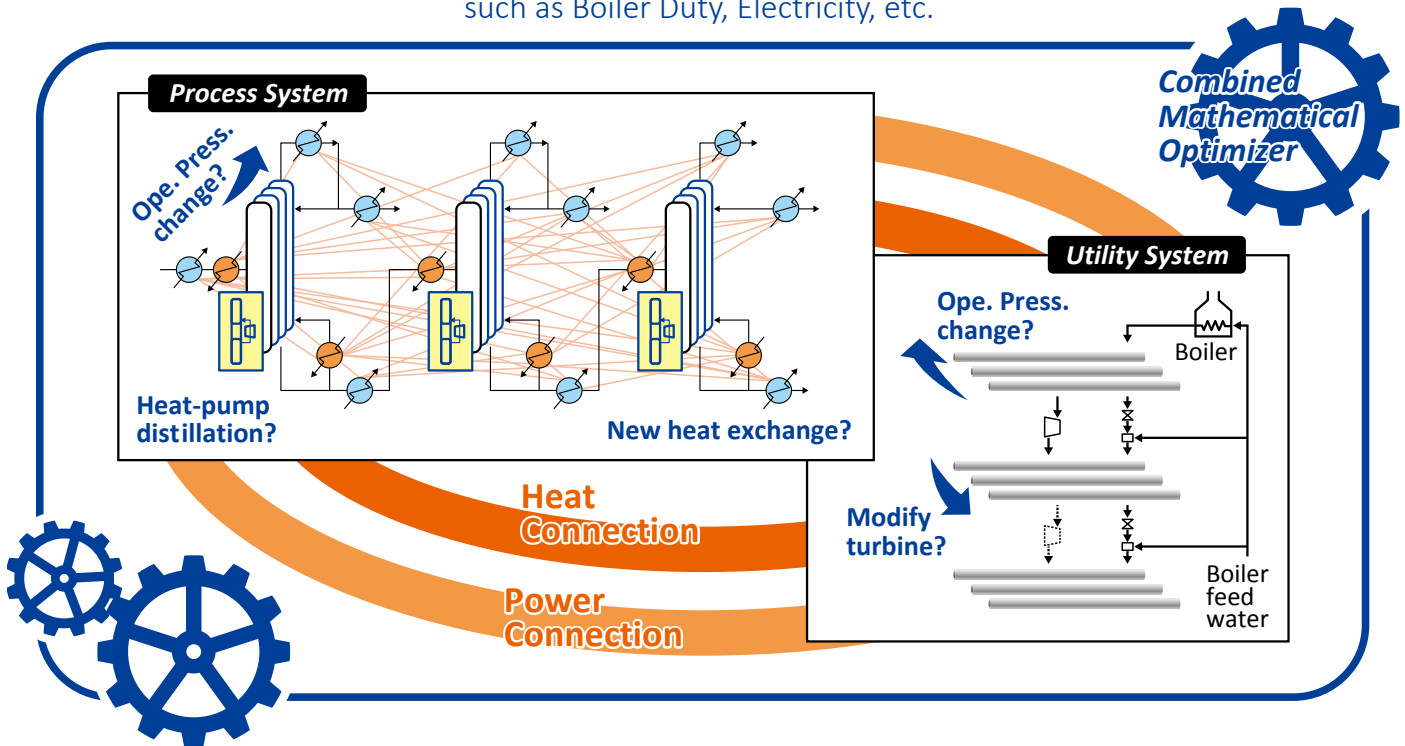 such as Boiler Duty, Electricity, etc.
Combined
Mathematical
Optimizer
Process System
Ope. Press.
change?
Heat-pump
distillation?
New heat exchange?
Utility System
Ope. Press.
change?
Boiler
Modify
turbine?
Boiler
feed
water
Heat
Connection
Power
Connection